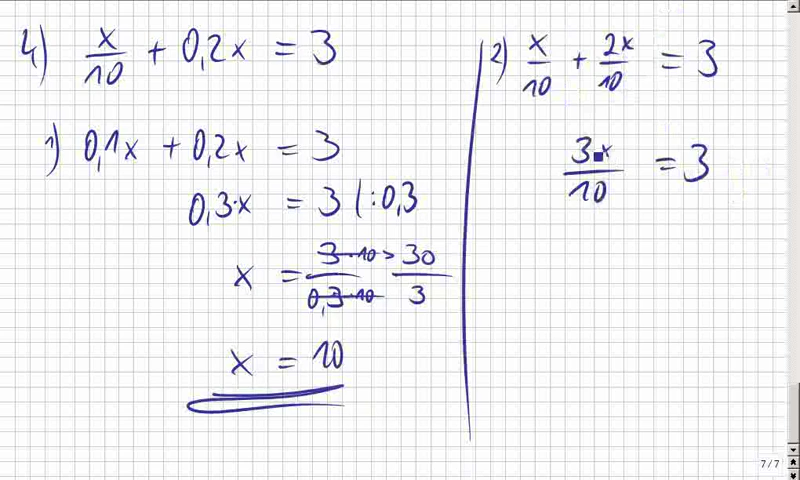 4) x/10 + 0,2x = 3
1) 0,1x + 0,2x = 3
0,3·x = 3 |:0,3
x = 3·10/0,3·10 = 30/3
x = 10
2) x/10 + 2x/10 = 3
3·x/10 = 3
7/7